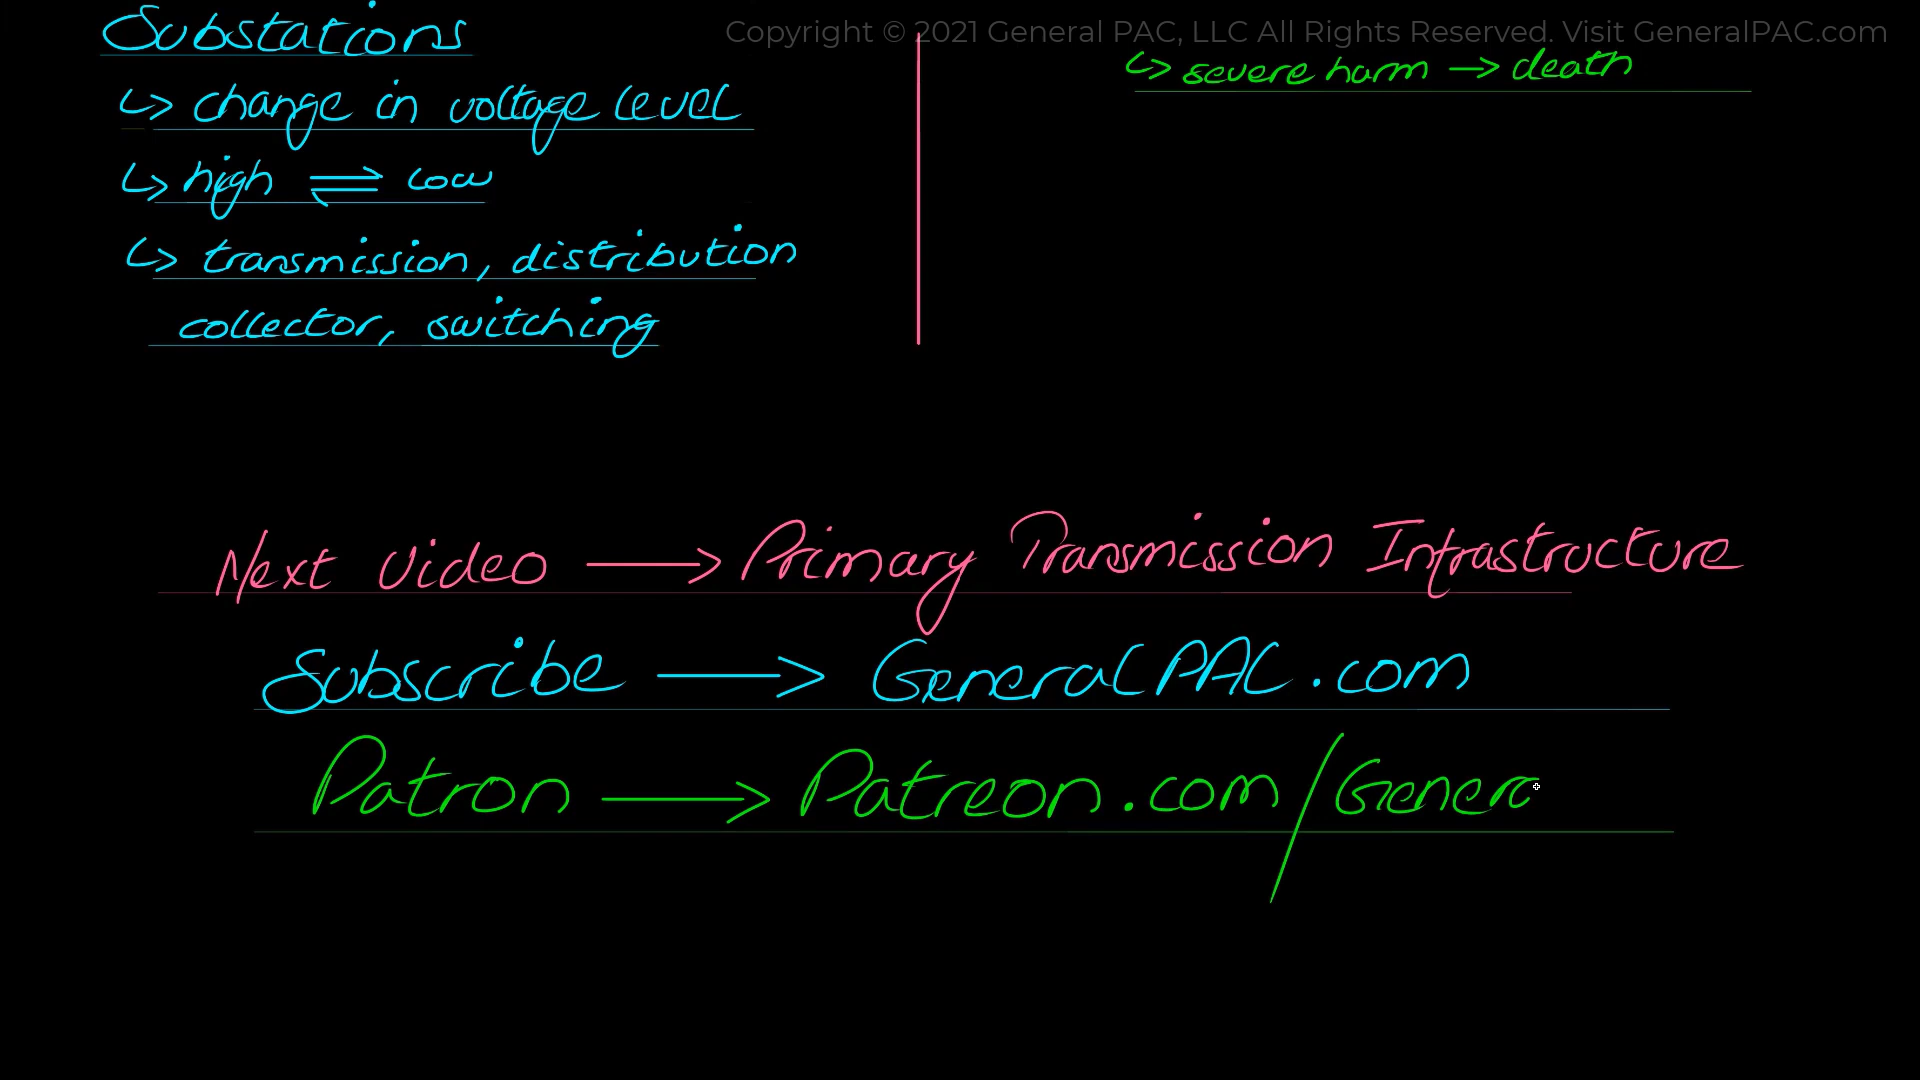 Copyright © 2021 General PAC, LLC All Rights Reserved. Visit GeneralPAC.com
Substations
↳ change in voltage level
↳ high ⇌ low
↳ transmission, distribution
collector, switching
↳ severe harm → death
Next Video → Primary Transmission Infrastructure
Subscribe → GeneralPAC.com
Patron → Patreon.com/Genera